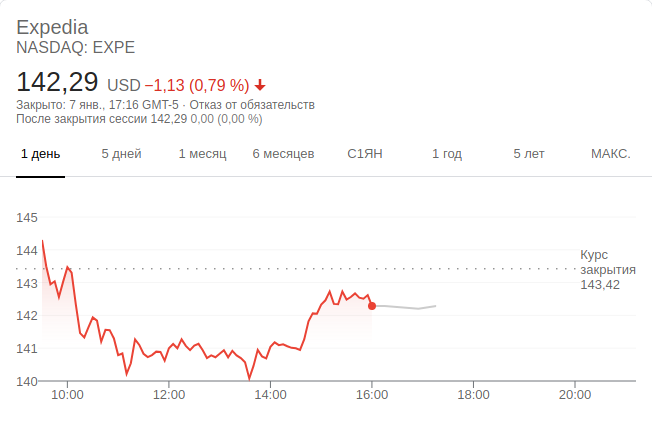 Expedia
NASDAQ: EXPE
142,29 USD −1,13 (0,79 %)
Закрыто: 7 янв., 17:16 GMT-5 · Отказ от обязательств
После закрытия сессии 142,29 0,00 (0,00 %)
1 день 5 дней 1 месяц 6 месяцев С1ЯН 1 год 5 лет МАКС.
145
144
143
142
141
140
Курс
закрытия
143,42
10:00 12:00 14:00 16:00 18:00 20:00